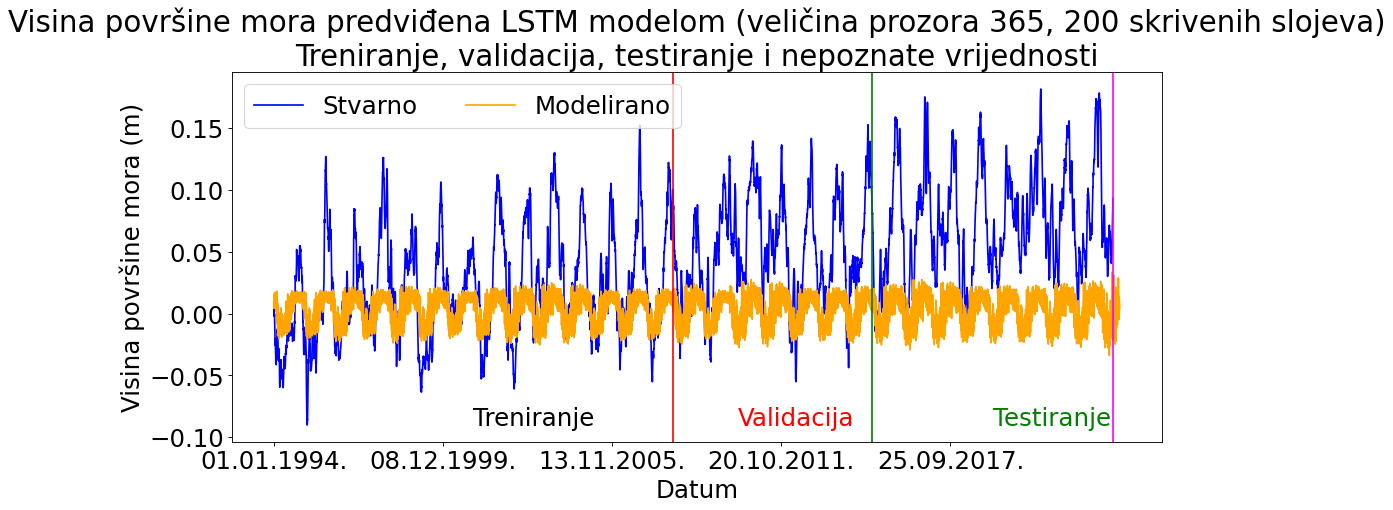 Visina površine mora predviđena LSTM modelom (veličina prozora 365, 200 skrivenih slojeva)
Treniranje, validacija, testiranje i nepoznate vrijednosti
Stvarno
Modelirano
Visina površine mora (m)
0.15
0.10
0.05
0.00
−0.05
−0.10
Treniranje
Validacija
Testiranje
01.01.1994.
08.12.1999.
13.11.2005.
20.10.2011.
25.09.2017.
Datum